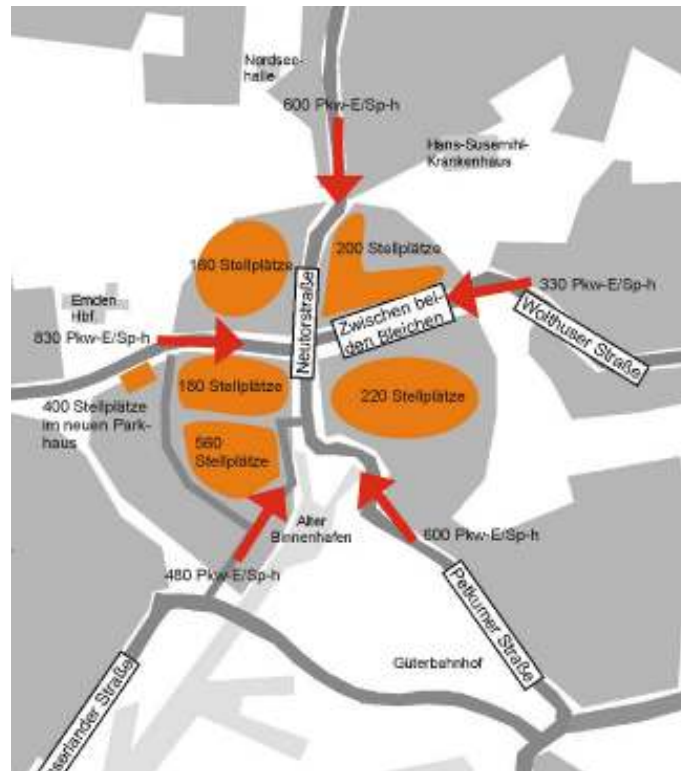 Nordsee-
halle
600 Pkw-E/Sp-h
Hans-Susemihl-
Krankenhaus
200 Stellplätze
160 Stellplätze
330 Pkw-E/Sp-h
Emden
Hbf.
830 Pkw-E/Sp-h
Neutorstraße
Zwischen bei-
den Bleichen
Wolthuser Straße
180 Stellplätze
220 Stellplätze
400 Stellplätze
im neuen Park-
haus
560
Stellplätze
Alter
Binnenhafen
600 Pkw-E/Sp-h
480 Pkw-E/Sp-h
Petkumer Straße
Güterbahnhof
serlander Straße